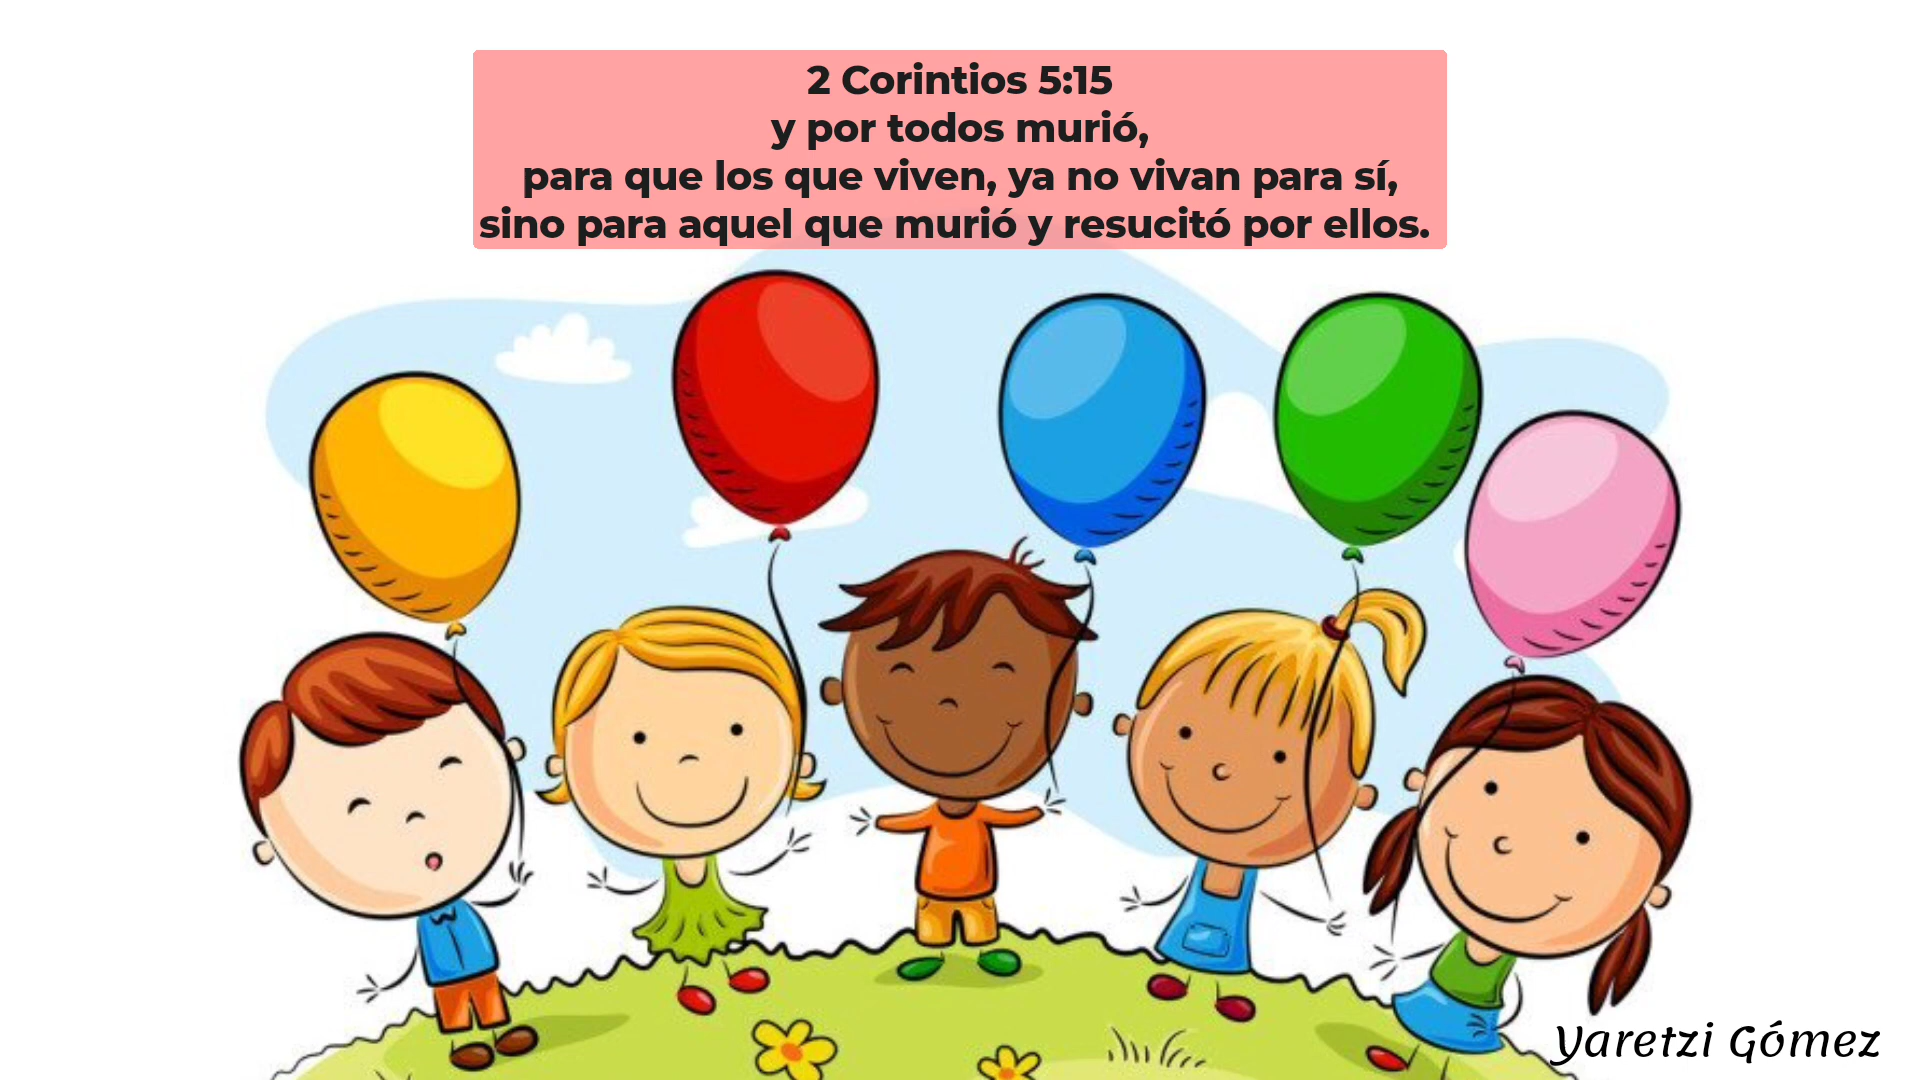 2 Corintios 5:15
y por todos murió,
para que los que viven, ya no vivan para sí,
sino para aquel que murió y resucitó por ellos.
Yaretzi Gómez